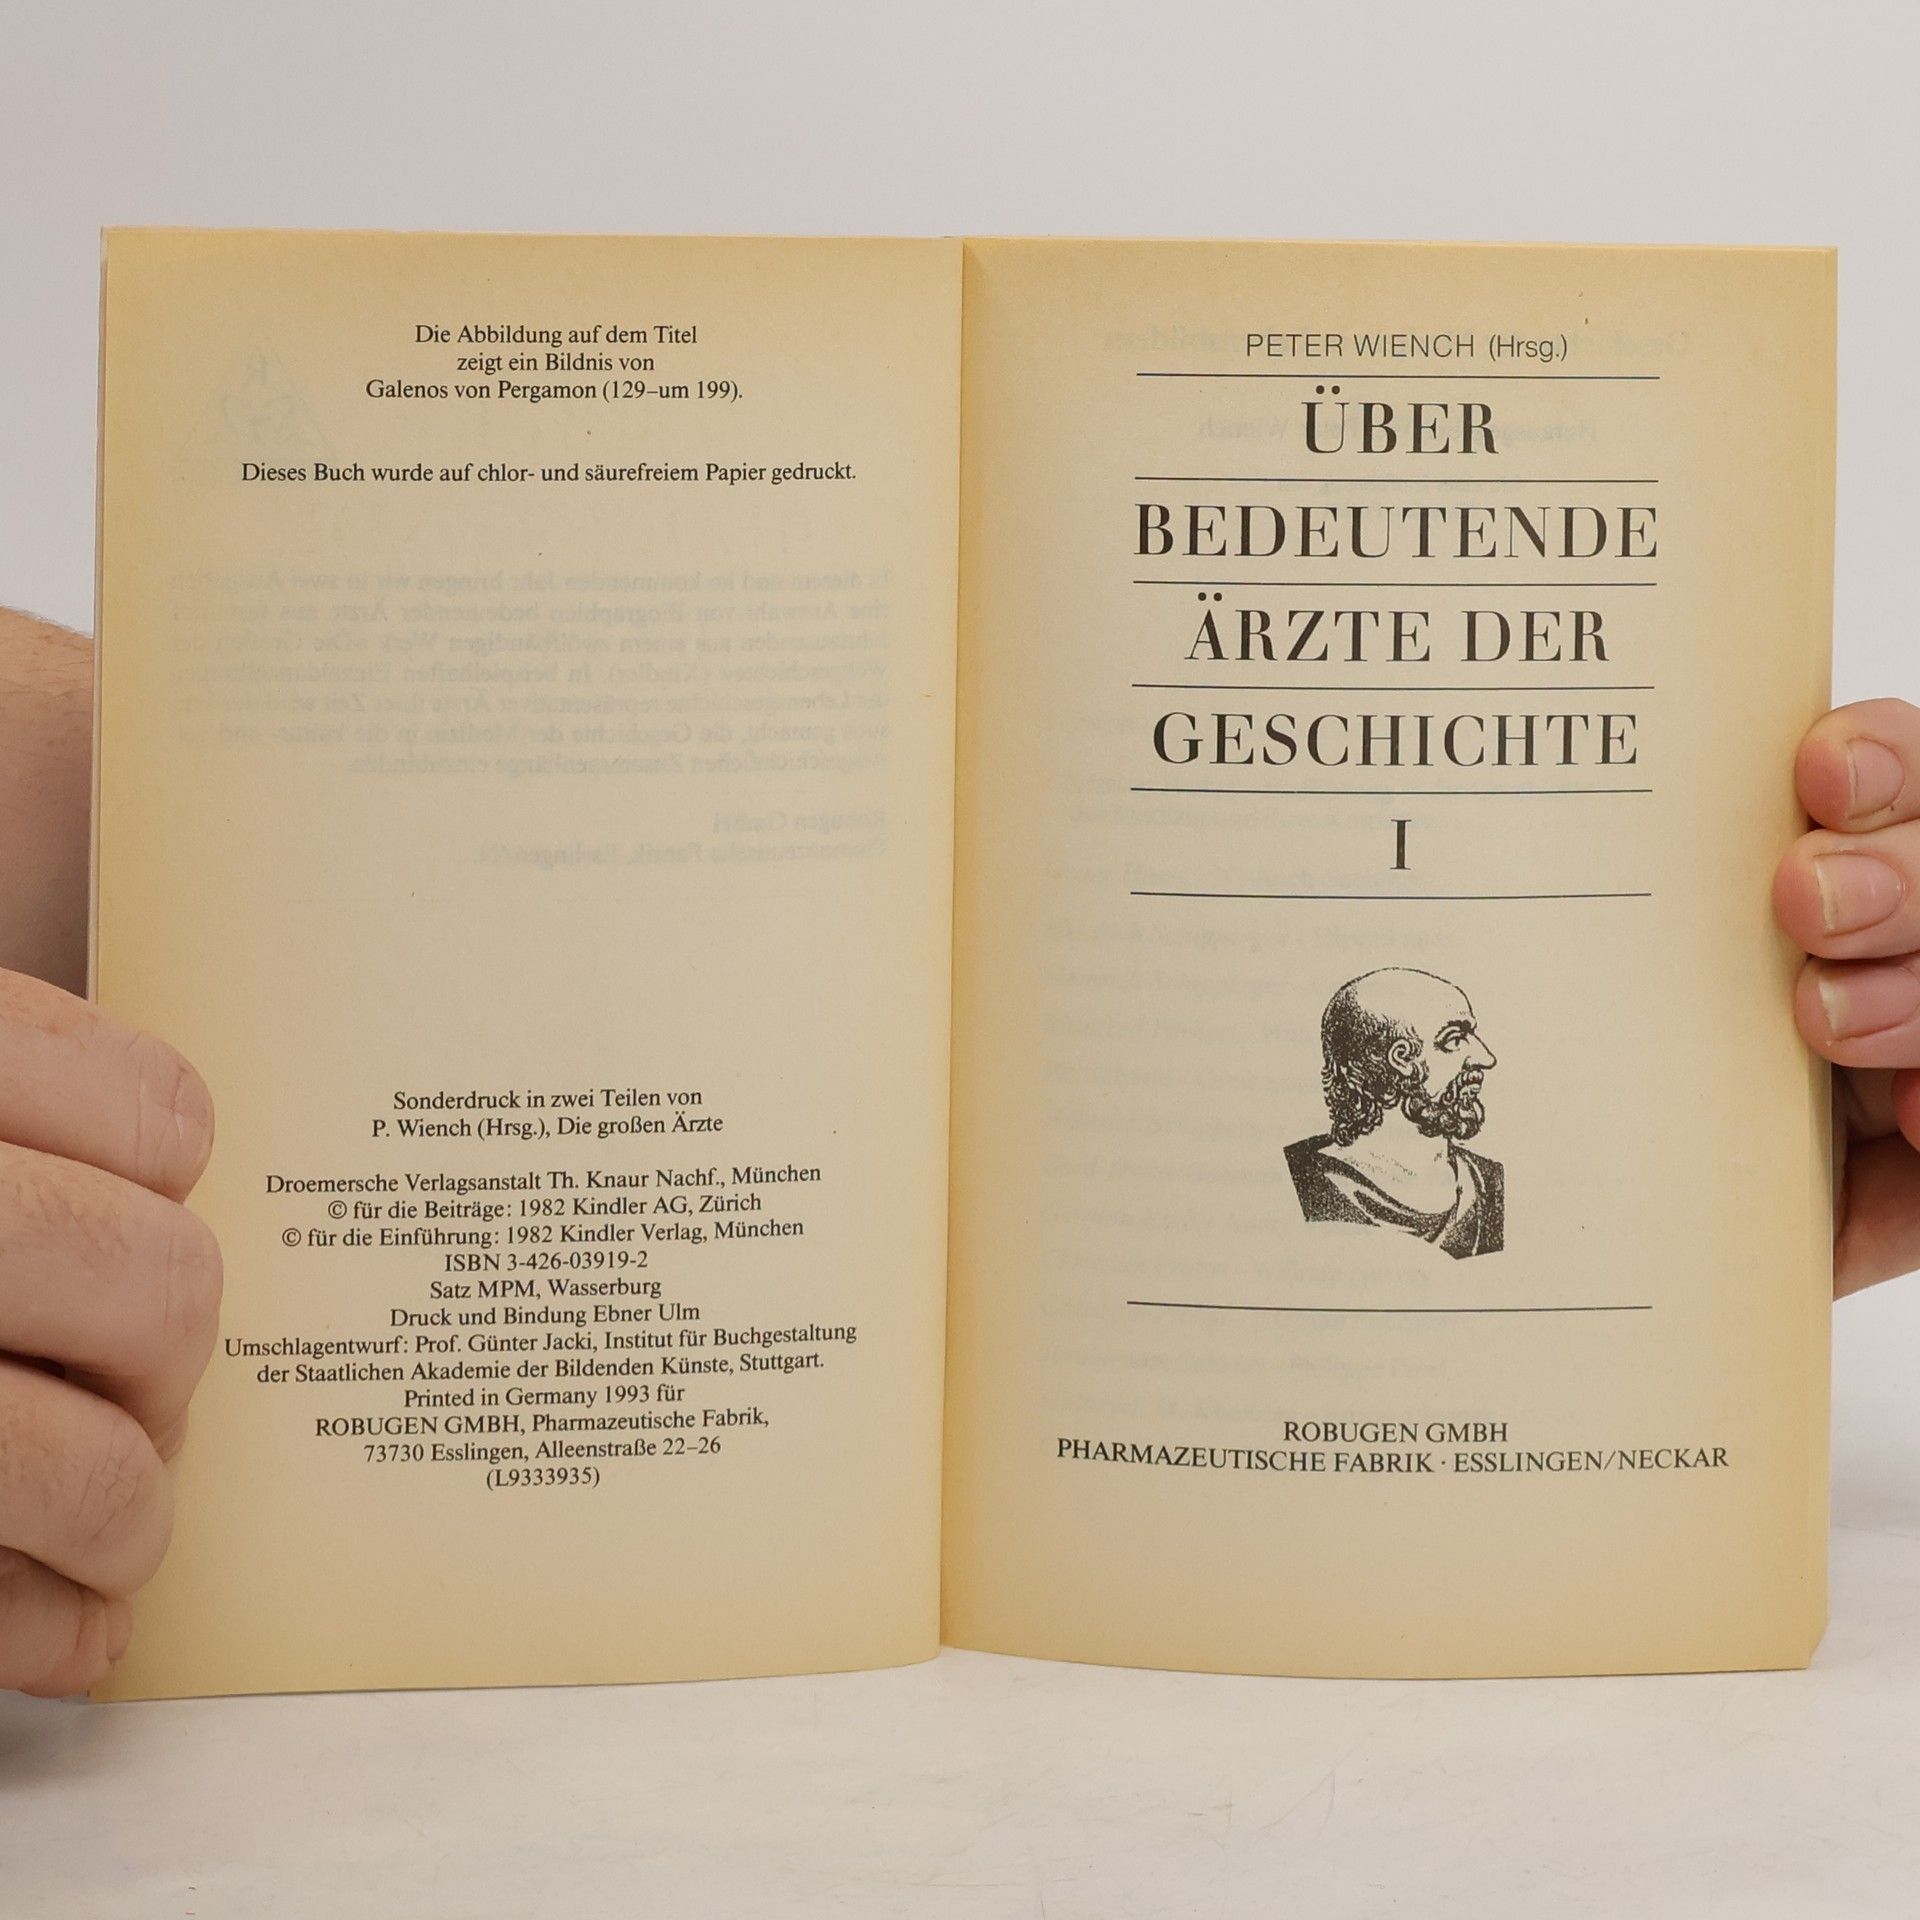 Die Abbildung auf dem Titel
zeigt ein Bildnis von
Galenos von Pergamon (129–um 199).
Dieses Buch wurde auf chlor- und säurefreiem Papier gedruckt.
Sonderdruck in zwei Teilen von
P. Wiench (Hrsg.), Die großen Ärzte
Droemersche Verlagsanstalt Th. Knaur Nachf., München
© für die Beiträge: 1982 Kindler AG, Zürich
© für die Einführung: 1982 Kindler Verlag, München
ISBN 3-426-03919-2
Satz MPM, Wasserburg
Druck und Bindung Ebner Ulm
Umschlagentwurf: Prof. Günter Jacki, Institut für Buchgestaltung
der Staatlichen Akademie der Bildenden Künste, Stuttgart.
Printed in Germany 1993 für
ROBUGEN GMBH, Pharmazeutische Fabrik,
73730 Esslingen, Alleenstraße 22–26
(L9333935)
PETER WIENCH (Hrsg.)
ÜBER
BEDEUTENDE
ÄRZTE DER
GESCHICHTE
I
ROBUGEN GMBH
PHARMAZEUTISCHE FABRIK · ESSLINGEN/NECKAR